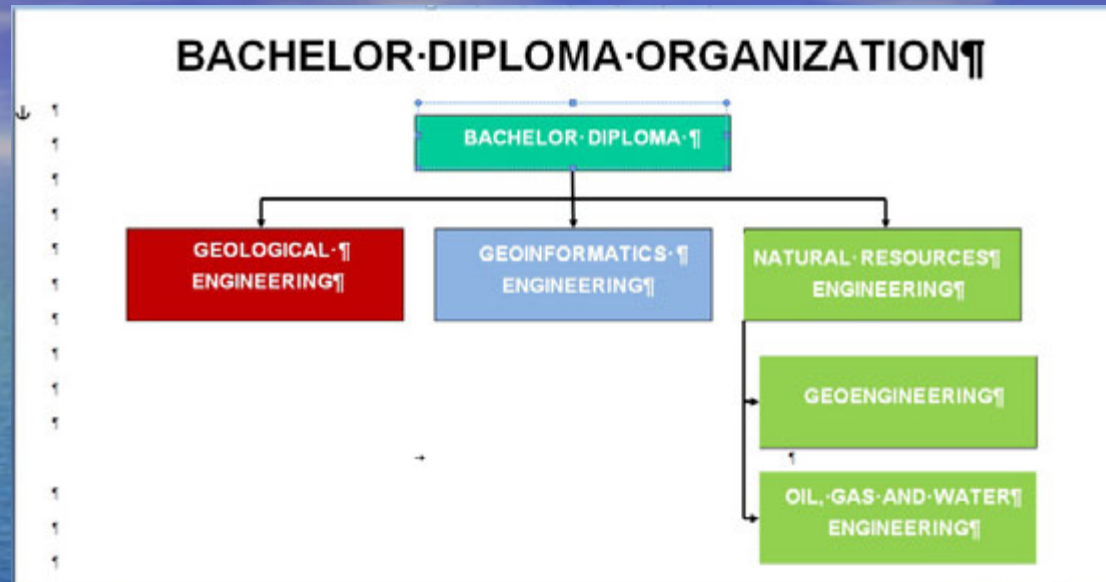 BACHELOR·DIPLOMA·ORGANIZATION¶
BACHELOR·DIPLOMA·¶
GEOLOGICAL·¶
ENGINEERING¶
GEOINFORMATICS·¶
ENGINEERING¶
NATURAL·RESOURCES¶
ENGINEERING¶
GEOENGINEERING¶
OIL,·GAS·AND·WATER¶
ENGINEERING¶